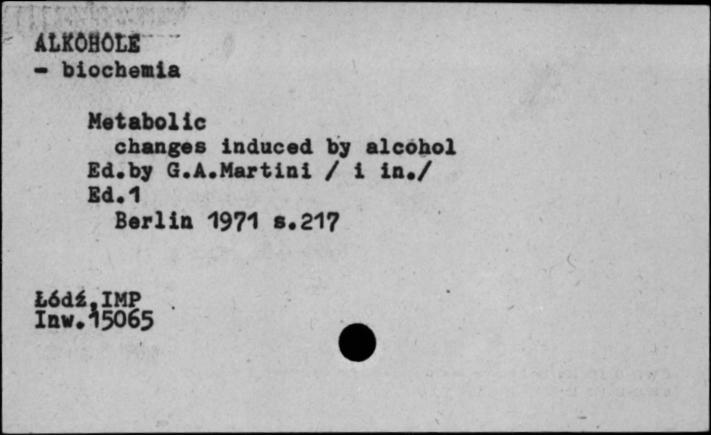 ALKOHOLE
- biochemia
Metabolic
changes induced by alcohol
Ed.by G.A.Martini / i in./
Ed.1
Berlin 1971 s.217
Łódź,IMP
Inw.15065